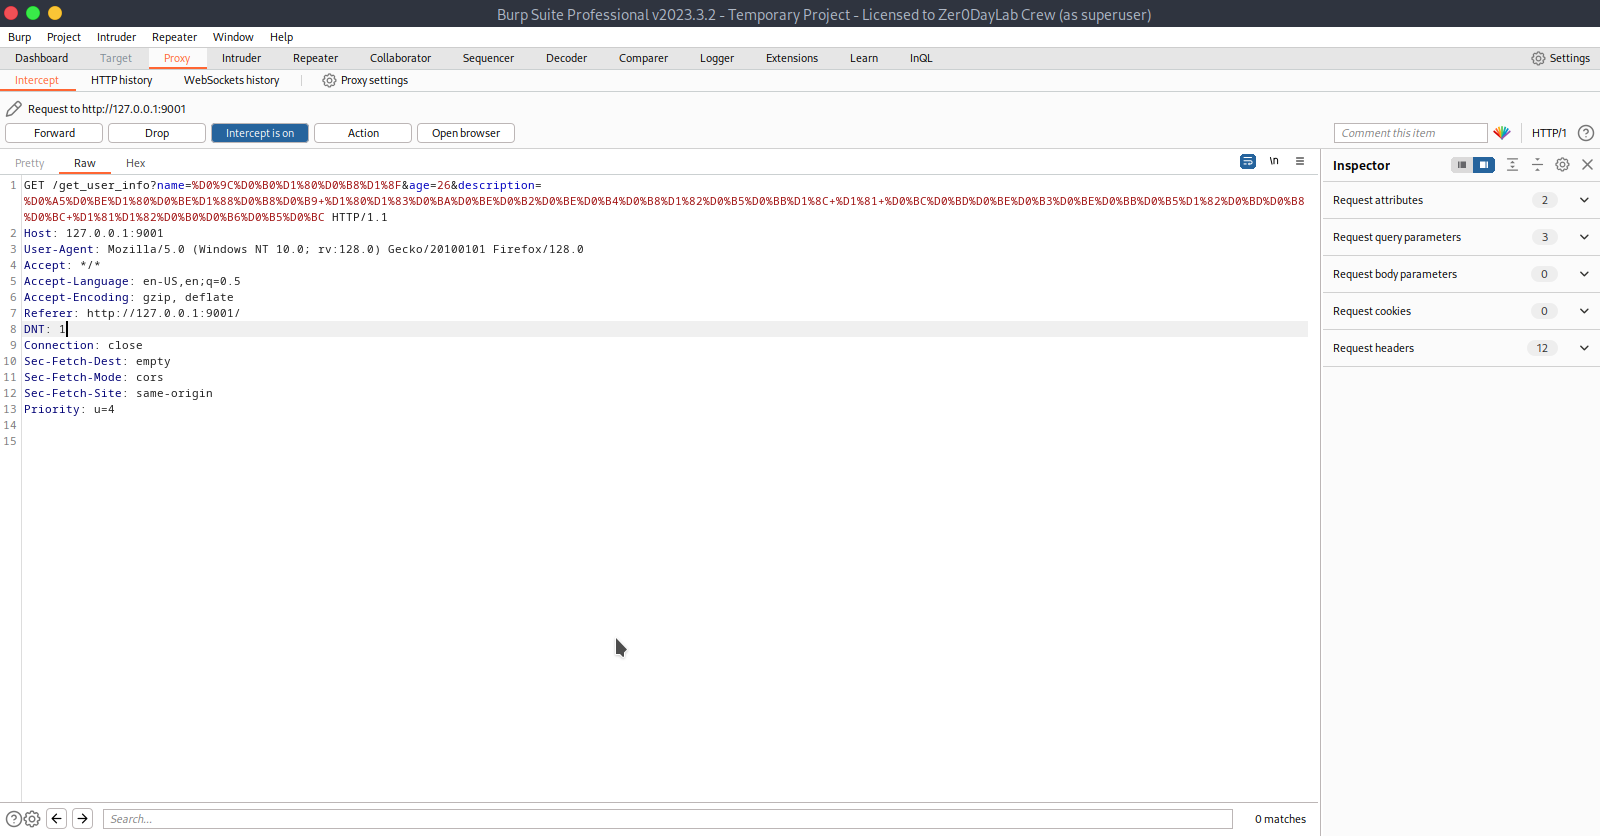 Burp Suite Professional v2023.3.2 - Temporary Project - Licensed to Zer0DayLab Crew (as superuser)
Burp Project Intruder Repeater Window Help
Dashboard Target Proxy Intruder Repeater Collaborator Sequencer Decoder Comparer Logger Extensions Learn InQL Settings
Intercept HTTP history WebSockets history Proxy settings
Request to http://127.0.0.1:9001
Forward Drop Intercept is on Action Open browser Comment this item HTTP/1 ?
Pretty Raw Hex \n
Inspector
1 GET /get_user_info?name=%D0%9C%D0%B0%D1%80%D0%B8%D1%8F&age=26&description=
%D0%A5%D0%BE%D1%80%D0%BE%D1%88%D0%B8%D0%B9+%D1%80%D1%83%D0%BA%D0%BE%D0%B2%D0%BE%D0%B4%D0%B8%D1%82%D0%B5%D0%BB%D1%8C+%D1%81+%D0%BC%D0%BD%D0%BE%D0%B3%D0%BE%D0%BB%D0%B5%D1%82%D0%BD%D0%B8
%D0%BC+%D1%81%D1%82%D0%B0%D0%B6%D0%B5%D0%BC HTTP/1.1
2 Host: 127.0.0.1:9001
3 User-Agent: Mozilla/5.0 (Windows NT 10.0; rv:128.0) Gecko/20100101 Firefox/128.0
4 Accept: */*
5 Accept-Language: en-US,en;q=0.5
6 Accept-Encoding: gzip, deflate
7 Referer: http://127.0.0.1:9001/
8 DNT: 1
9 Connection: close
10 Sec-Fetch-Dest: empty
11 Sec-Fetch-Mode: cors
12 Sec-Fetch-Site: same-origin
13 Priority: u=4
14
15
Request attributes 2
Request query parameters 3
Request body parameters 0
Request cookies 0
Request headers 12
? Search... 0 matches